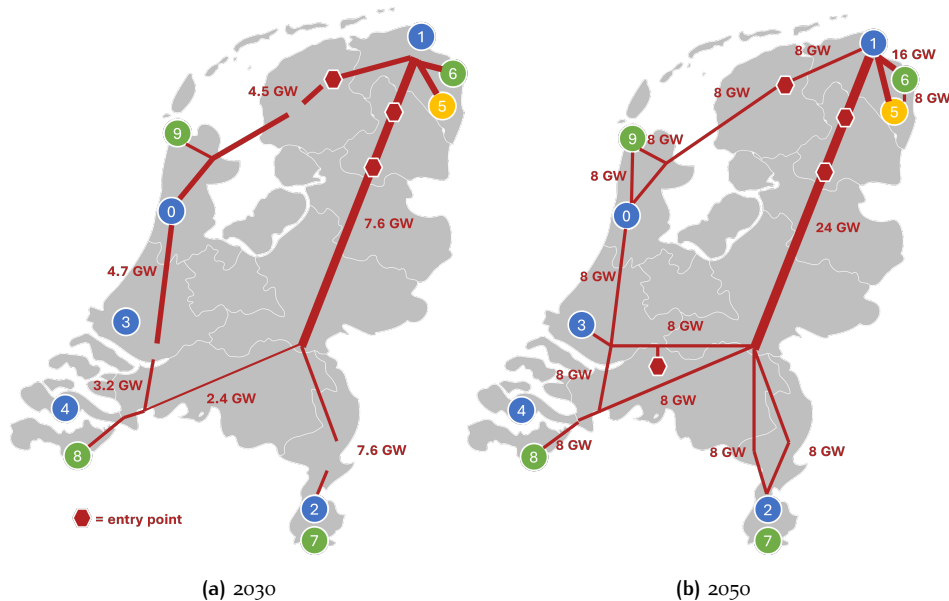 1
6
4.5 GW
5
9
0
7.6 GW
4.7 GW
3
3.2 GW
2.4 GW
4
8
7.6 GW
2
= entry point
7
(a) 2030
1
8 GW
16 GW
6
8 GW
8 GW
5
9
8 GW
8 GW
0
24 GW
8 GW
3
8 GW
8 GW
8 GW
4
8 GW
8
8 GW
8 GW
2
7
(b) 2050